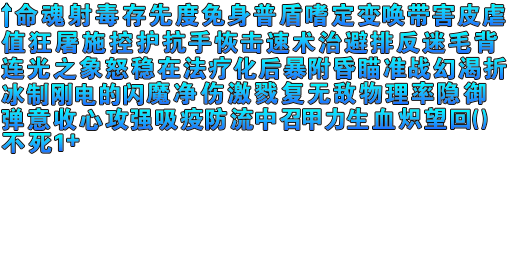 ↑命魂射毒存先度免身普盾嗜定变唤带害皮虐
值狂屠施控护抗手恢击速术治避排反迷毛背
连光之象怒稳在法疗化后暴附昏瞄准战幻渴折
冰制刚电的闪魔净伤激戮复无敌物理率隐御
弹意收心攻强吸疫防流中召甲力生血炽望回()
不死1+